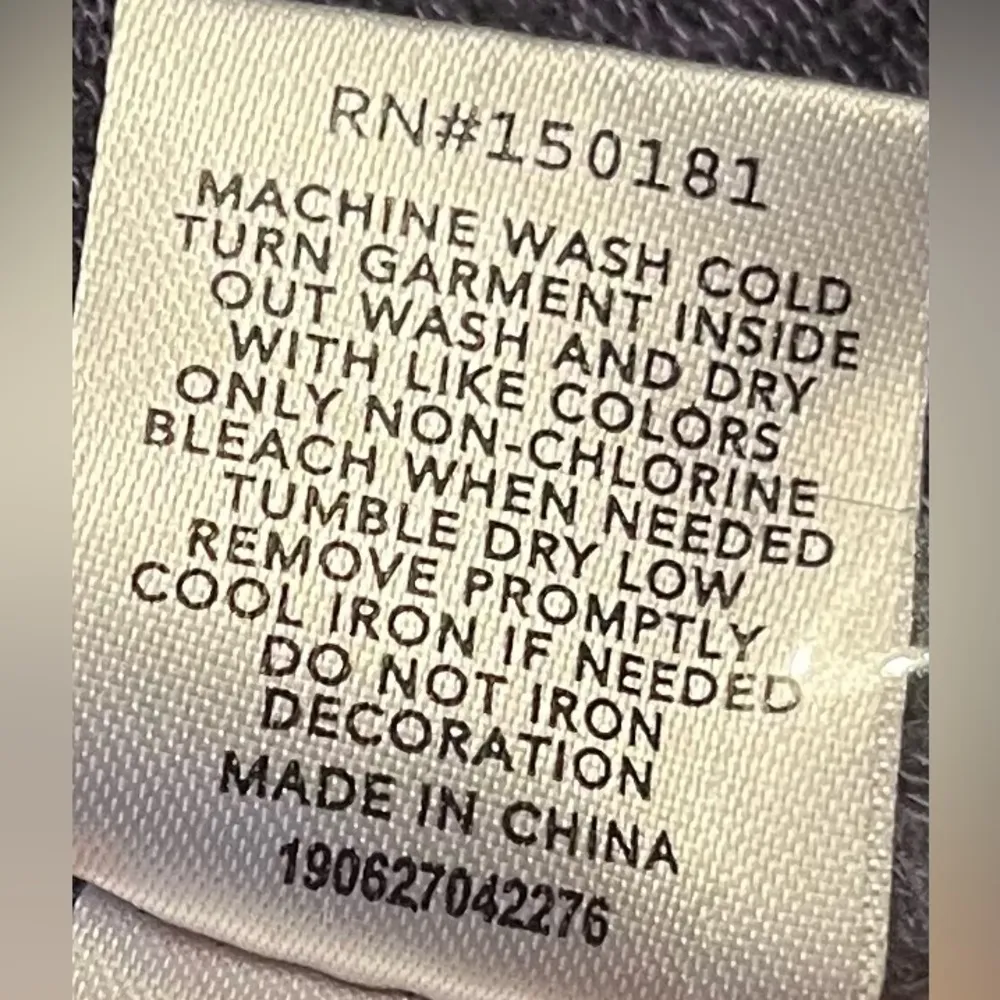 RN#150181
MACHINE WASH COLD
TURN GARMENT INSIDE
OUT WASH AND DRY
WITH LIKE COLORS
ONLY NON-CHLORINE
BLEACH WHEN NEEDED
TUMBLE DRY LOW
REMOVE PROMPTLY
COOL IRON IF NEEDED
DO NOT IRON
DECORATION
MADE IN CHINA
190627042276